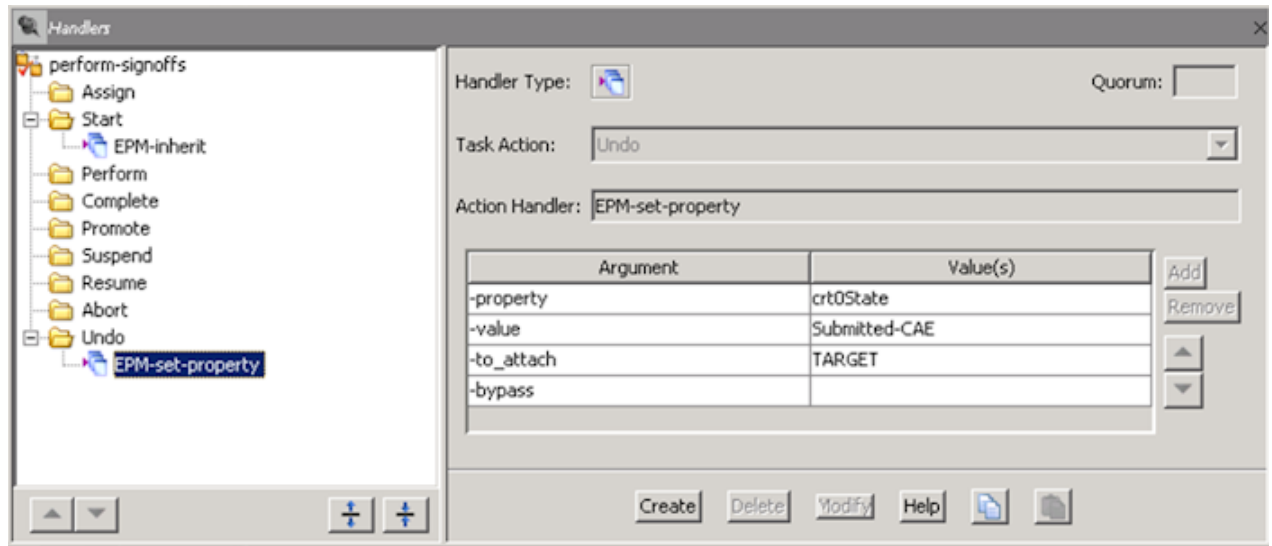 Handlers
perform-signoffs
Assign
Start
EPM-inherit
Perform
Complete
Promote
Suspend
Resume
Abort
Undo
EPM-set-property
Handler Type:
Quorum:
Task Action: Undo
Action Handler: EPM-set-property
Argument Value(s)
-property crt0State
-value Submitted-CAE
-to_attach TARGET
-bypass
Add
Remove
Create Delete Modify Help